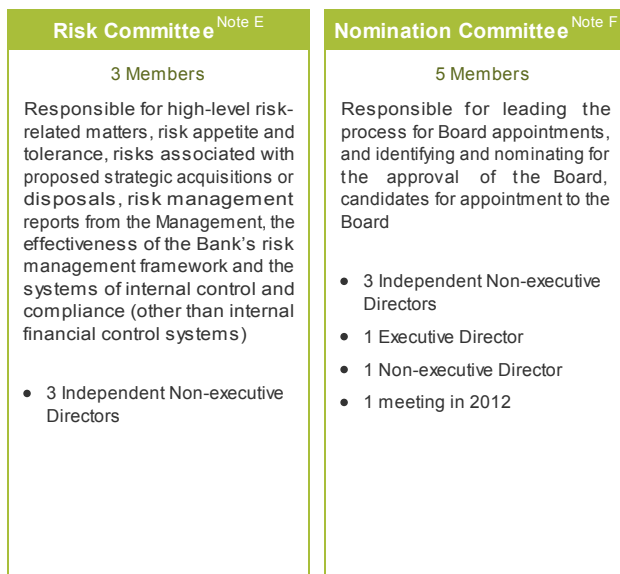 Risk Committee Note E
3 Members
Responsible for high-level risk-
related matters, risk appetite and
tolerance, risks associated with
proposed strategic acquisitions or
disposals, risk management
reports from the Management, the
effectiveness of the Bank's risk
management framework and the
systems of internal control and
compliance (other than internal
financial control systems)
• 3 Independent Non-executive
Directors
Nomination Committee Note F
5 Members
Responsible for leading the
process for Board appointments,
and identifying and nominating for
the approval of the Board,
candidates for appointment to the
Board
• 3 Independent Non-executive
Directors
• 1 Executive Director
• 1 Non-executive Director
• 1 meeting in 2012